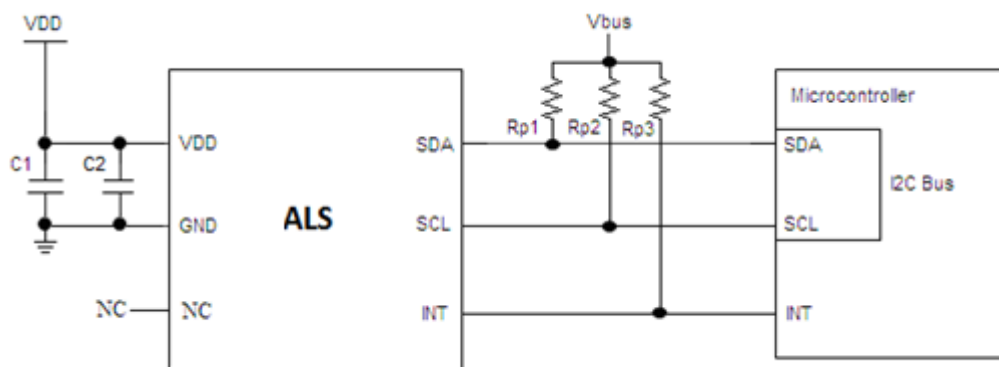 VDD
Vbus
Microcontroller
Rp1
Rp2
Rp3
C1
C2
VDD
SDA
SDA
I2C Bus
GND
ALS
SCL
SCL
NC
NC
INT
INT